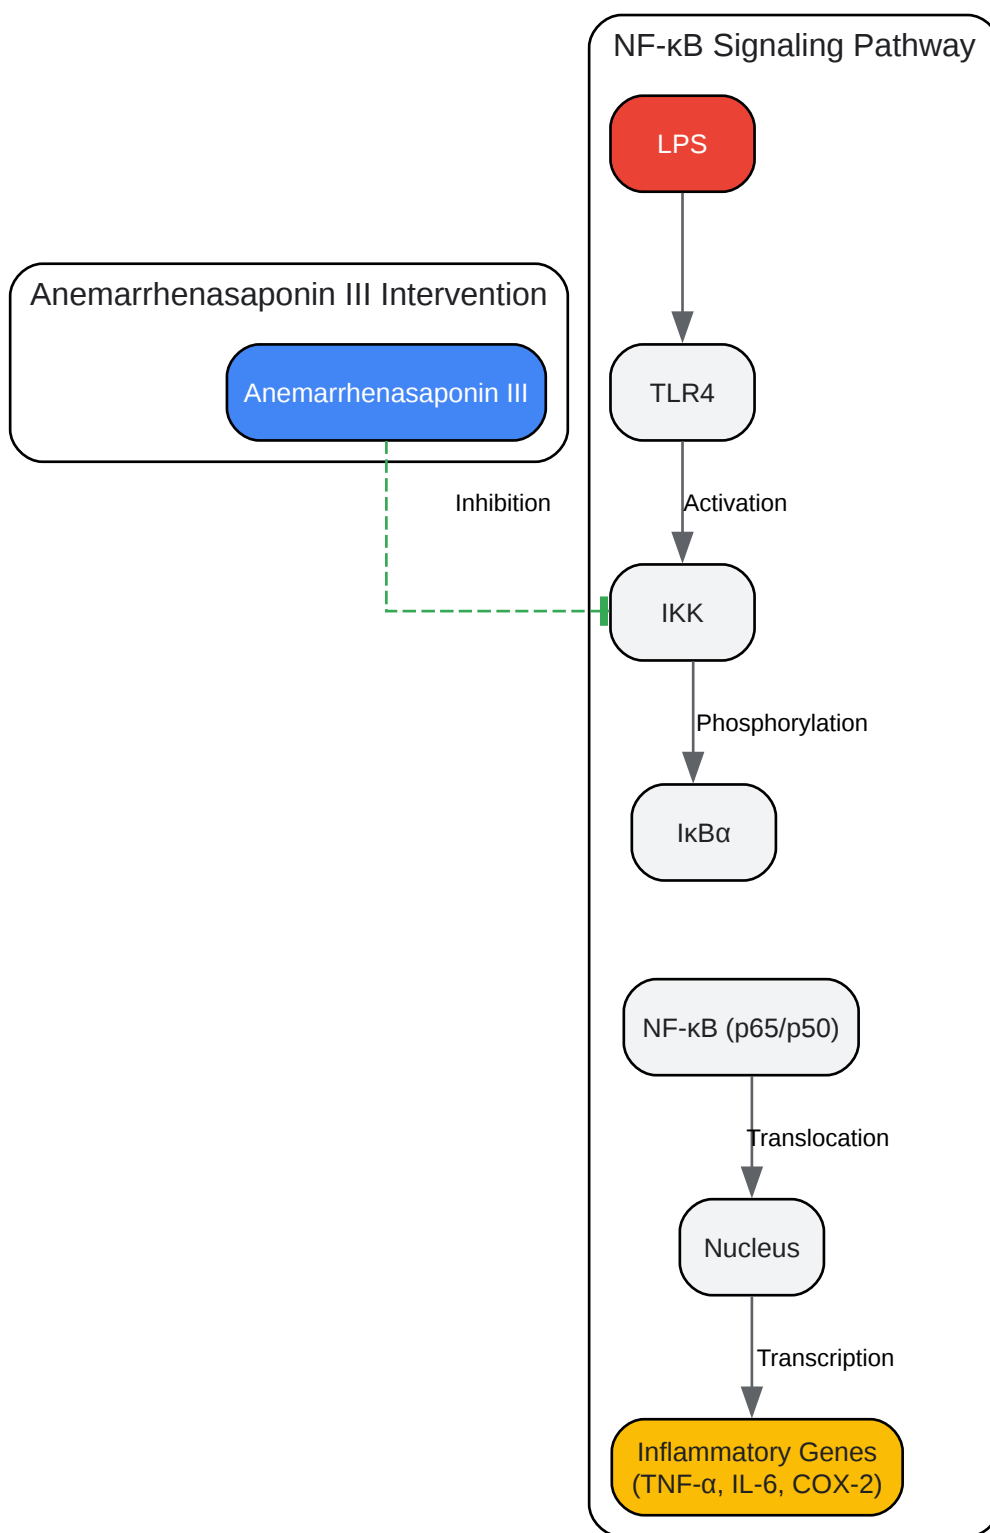 NF-κB Signaling Pathway
LPS
Anemarrhenasaponin III Intervention
Anemarrhenasaponin III
TLR4
Inhibition
Activation
IKK
Phosphorylation
IκBα
NF-κB (p65/p50)
Translocation
Nucleus
Transcription
Inflammatory Genes
(TNF-α, IL-6, COX-2)